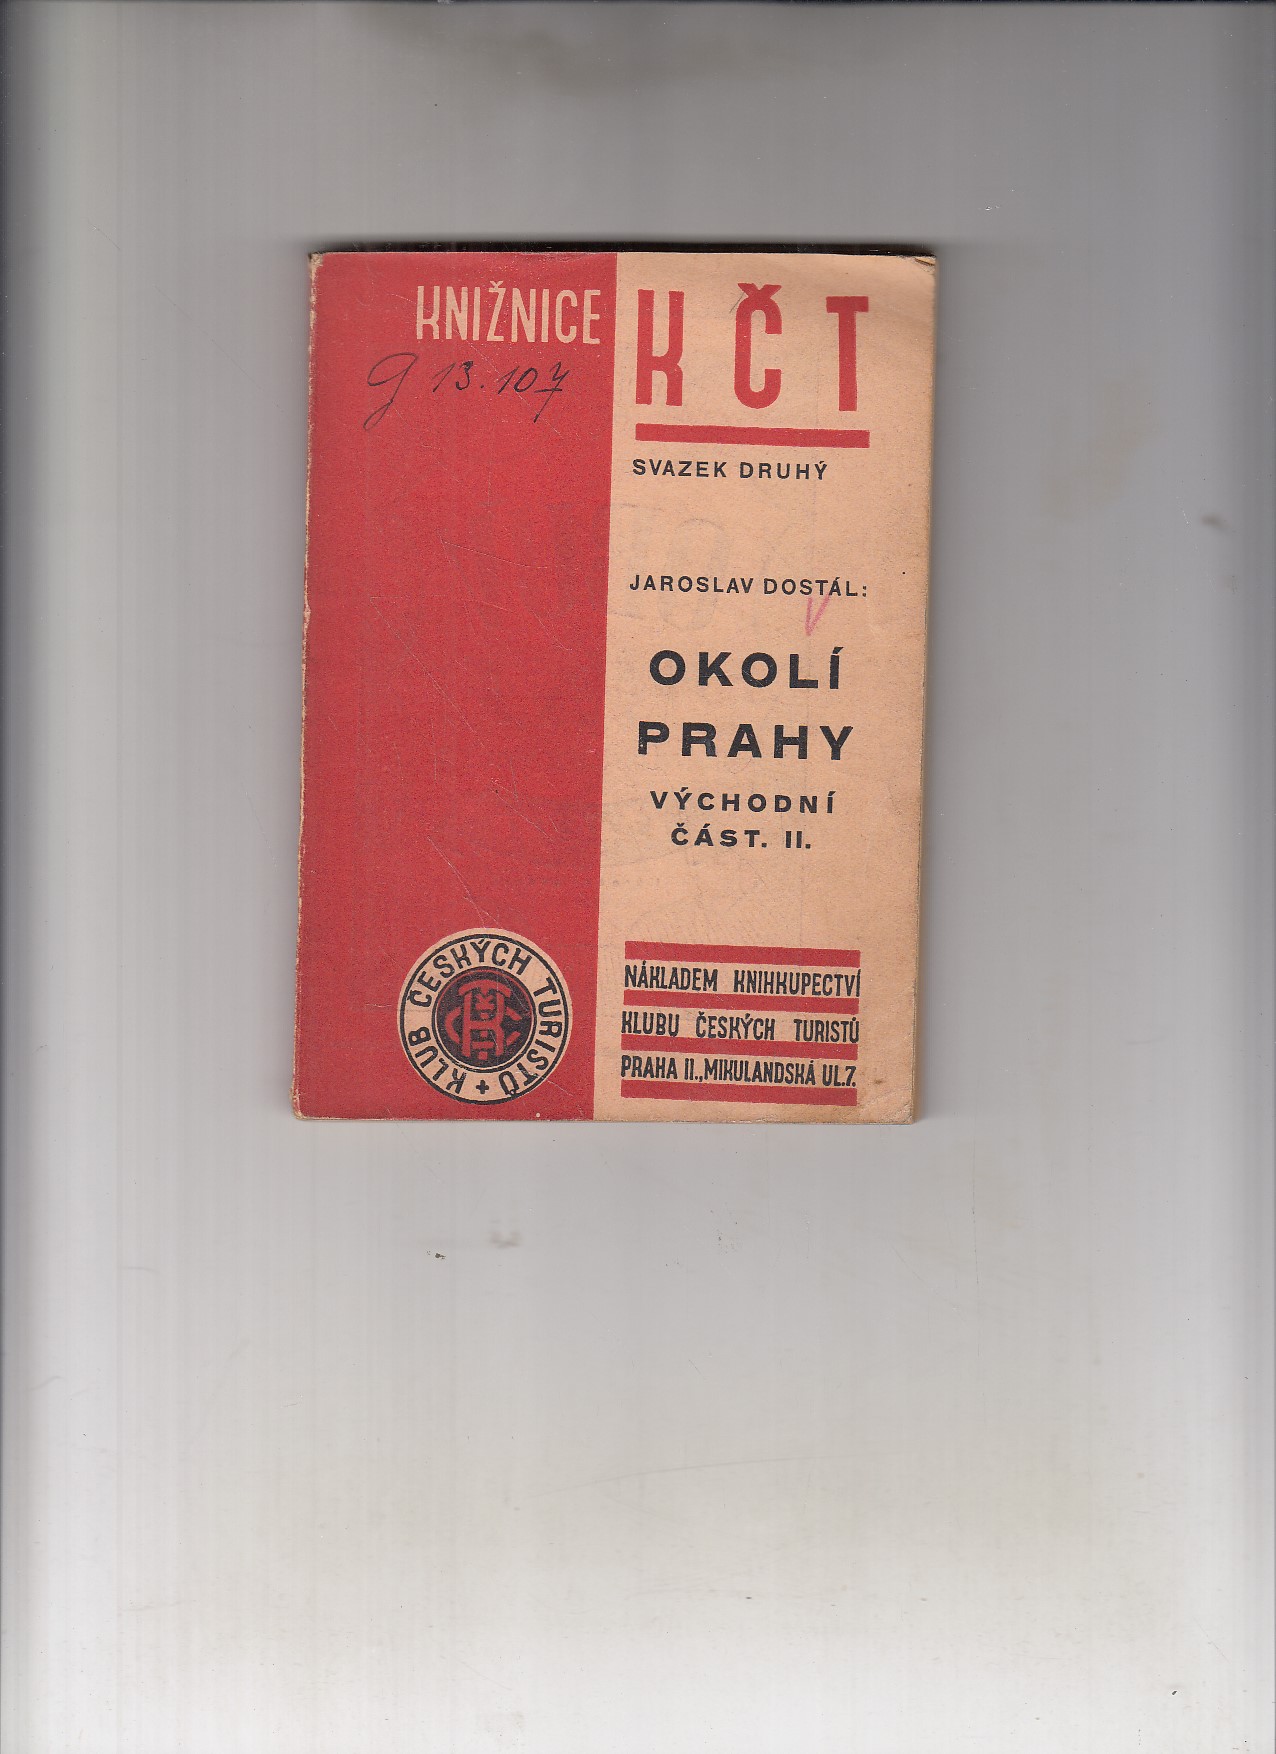 KNIŽNICE
KČT
g 13.107
SVAZEK DRUHÝ
JAROSLAV DOSTÁL:
OKOLÍ
PRAHY
VÝCHODNÍ
ČÁST. II.
KLUB ČESKÝCH TURISTŮ +
KČT
NÁKLADEM KNIHKUPECTVÍ
KLUBU ČESKÝCH TURISTŮ
PRAHA II., MIKULANDSKÁ UL.7.